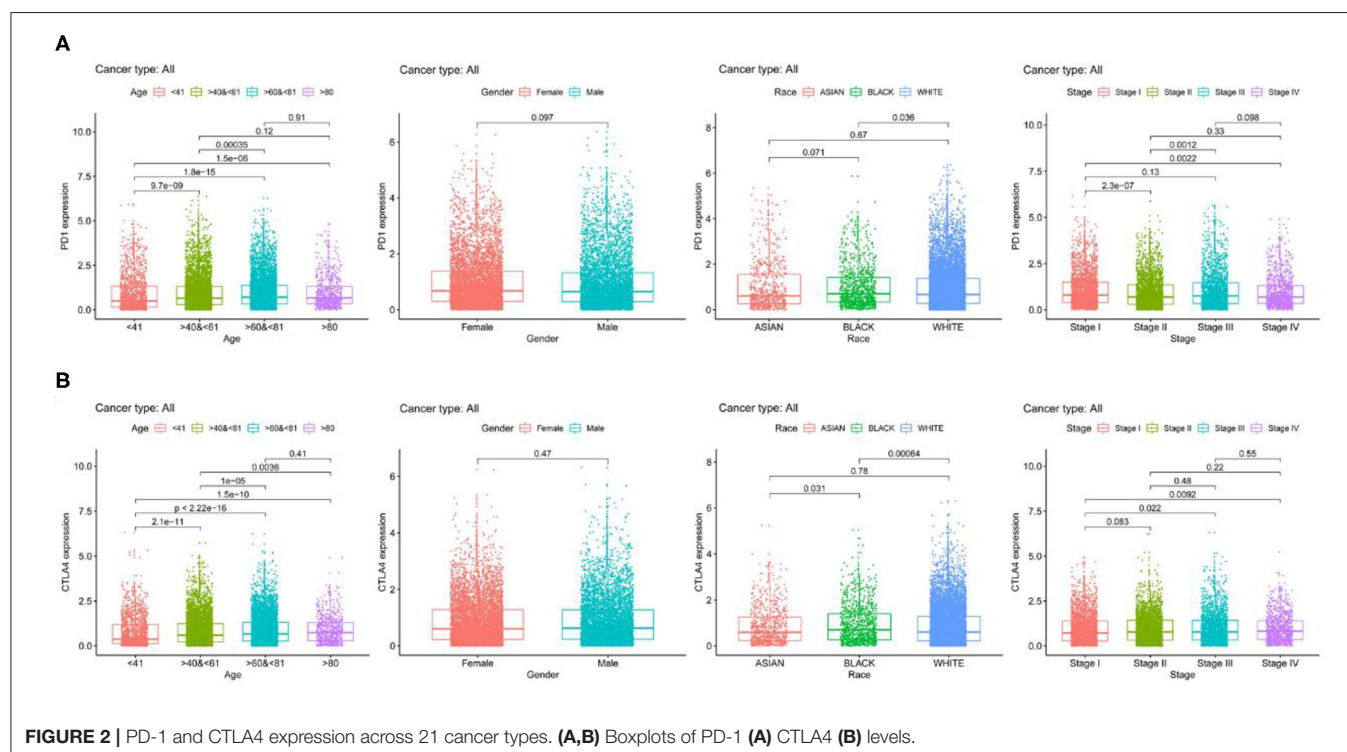 A
Cancer type: All
Age <41 >40&<61 >60&<81 >80
0.91
0.12
0.00035
1.5e-06
1.8e-15
9.7e-09
10.0
7.5
5.0
2.5
0.0
PD1 expression
<41 >40&<61 >60&<81 >80
Age
Cancer type: All
Gender Female Male
0.097
6
4
2
0
PD1 expression
Female Male
Gender
Cancer type: All
Race ASIAN BLACK WHITE
0.036
0.67
0.071
8
6
4
2
0
PD1 expression
ASIAN BLACK WHITE
Race
Cancer type: All
Stage Stage I Stage II Stage III Stage IV
0.098
0.33
0.0012
0.0022
0.13
2.3e-07
10.0
7.5
5.0
2.5
0.0
PD1 expression
Stage I Stage II Stage III Stage IV
Stage
B
Cancer type: All
Age <41 >40&<61 >60&<81 >80
0.41
0.0036
1e-05
1.5e-10
p < 2.22e-16
2.1e-11
10.0
7.5
5.0
2.5
0.0
CTLA4 expression
<41 >40&<61 >60&<81 >80
Age
Cancer type: All
Gender Female Male
0.47
6
4
2
0
CTLA4 expression
Female Male
Gender
Cancer type: All
Race ASIAN BLACK WHITE
0.00064
0.78
0.031
8
6
4
2
0
CTLA4 expression
ASIAN BLACK WHITE
Race
Cancer type: All
Stage Stage I Stage II Stage III Stage IV
0.55
0.22
0.48
0.0092
0.022
0.083
10.0
7.5
5.0
2.5
0.0
CTLA4 expression
Stage I Stage II Stage III Stage IV
Stage
FIGURE 2 | PD-1 and CTLA4 expression across 21 cancer types. (A,B) Boxplots of PD-1 (A) CTLA4 (B) levels.